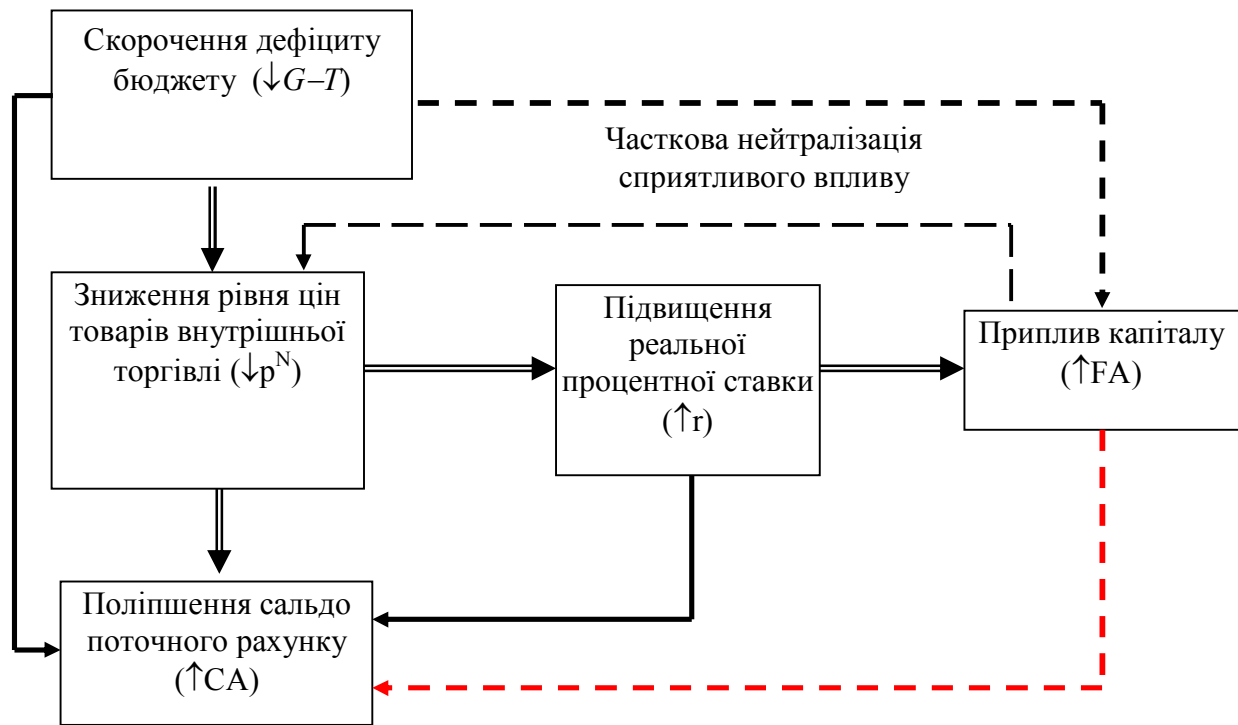 Скорочення дефіциту
бюджету (↓G–T)
Часткова нейтралізація
сприятливого впливу
Зниження рівня цін
товарів внутрішньої
торгівлі (↓pᴺ)
Підвищення
реальної
процентної ставки
(↑r)
Приплив капіталу
(↑FA)
Поліпшення сальдо
поточного рахунку
(↑CA)